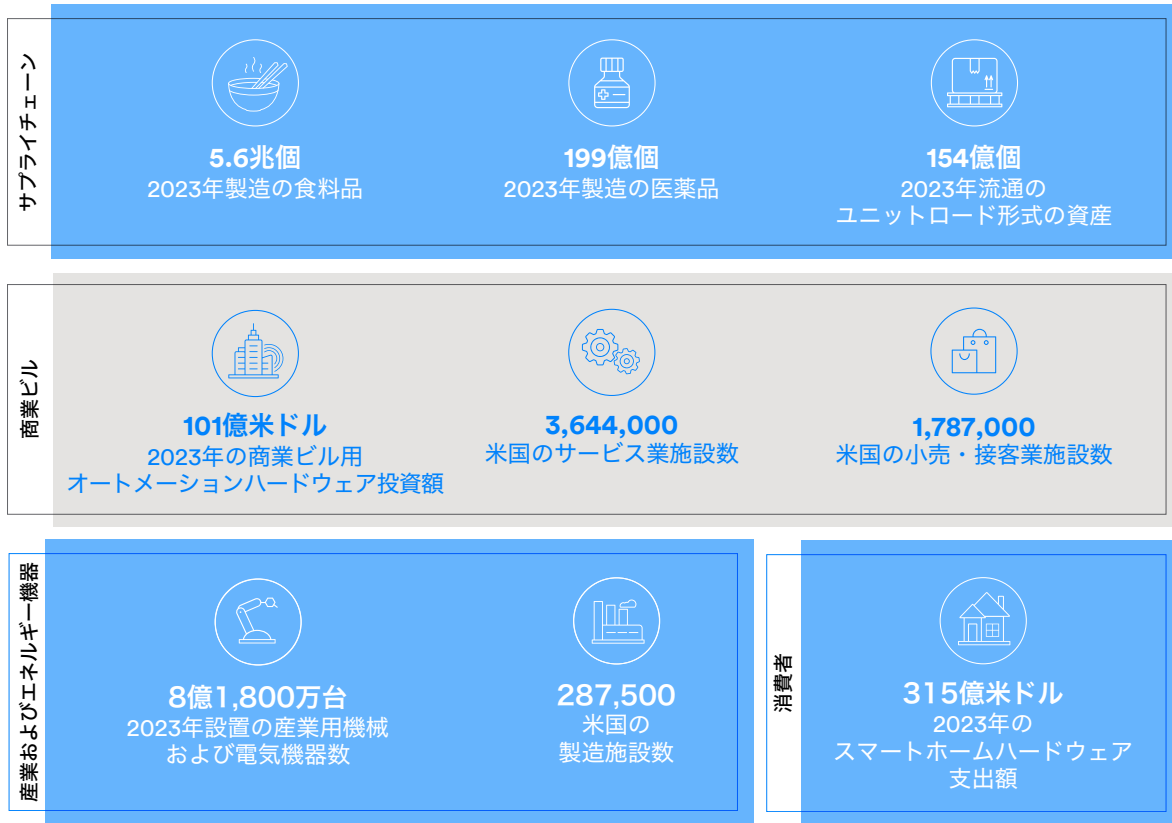 サプライチェーン
5.6兆個
2023年製造の食料品
199億個
2023年製造の医薬品
154億個
2023年流通の
ユニットロード形式の資産
商業ビル
101億米ドル
2023年の商業ビル用
オートメーションハードウェア投資額
3,644,000
米国のサービス業施設数
1,787,000
米国の小売・接客業施設数
産業およびエネルギー機器
8億1,800万台
2023年設置の産業用機械
および電気機器数
287,500
米国の
製造施設数
消費者
315億米ドル
2023年の
スマートホームハードウェア
支出額